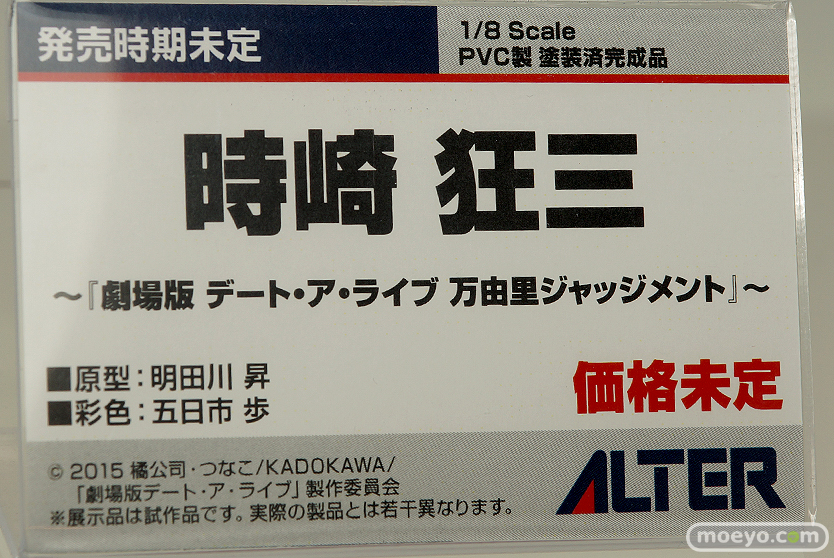 発売時期未定
1/8 Scale
PVC製 塗装済完成品
時崎 狂三
～『劇場版 デート・ア・ライブ 万由里ジャッジメント』～
■原型：明田川 昇
■彩色：五日市 歩
価格未定
© 2015 橘公司・つなこ/KADOKAWA/
「劇場版デート・ア・ライブ」製作委員会
※展示品は試作品です。実際の製品とは若干異なります。
ALTER
moeyo.com